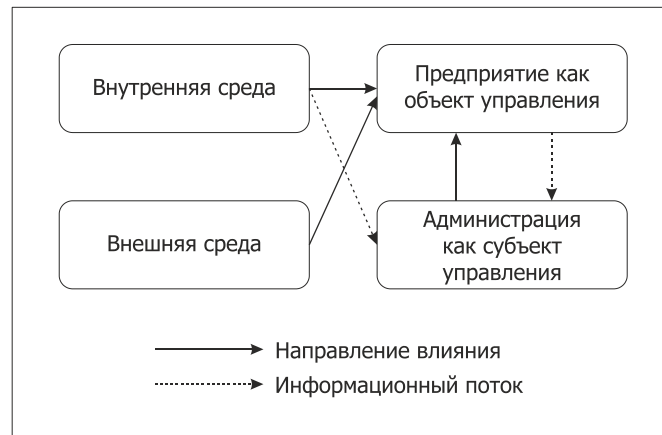 Внутренняя среда
Предприятие как
объект управления
Внешняя среда
Администрация
как субъект
управления
Направление влияния
Информационный поток